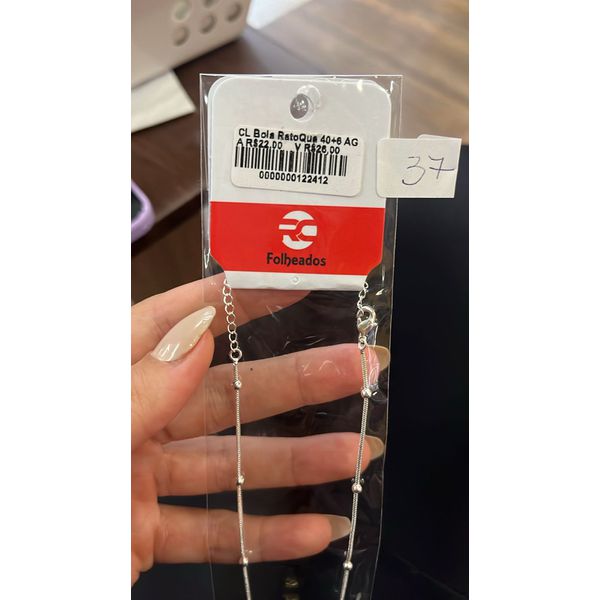 CL Bola RatoQua 40+6 AG
A R$22,00 V R$26,00
0000000122412
37
Folheados